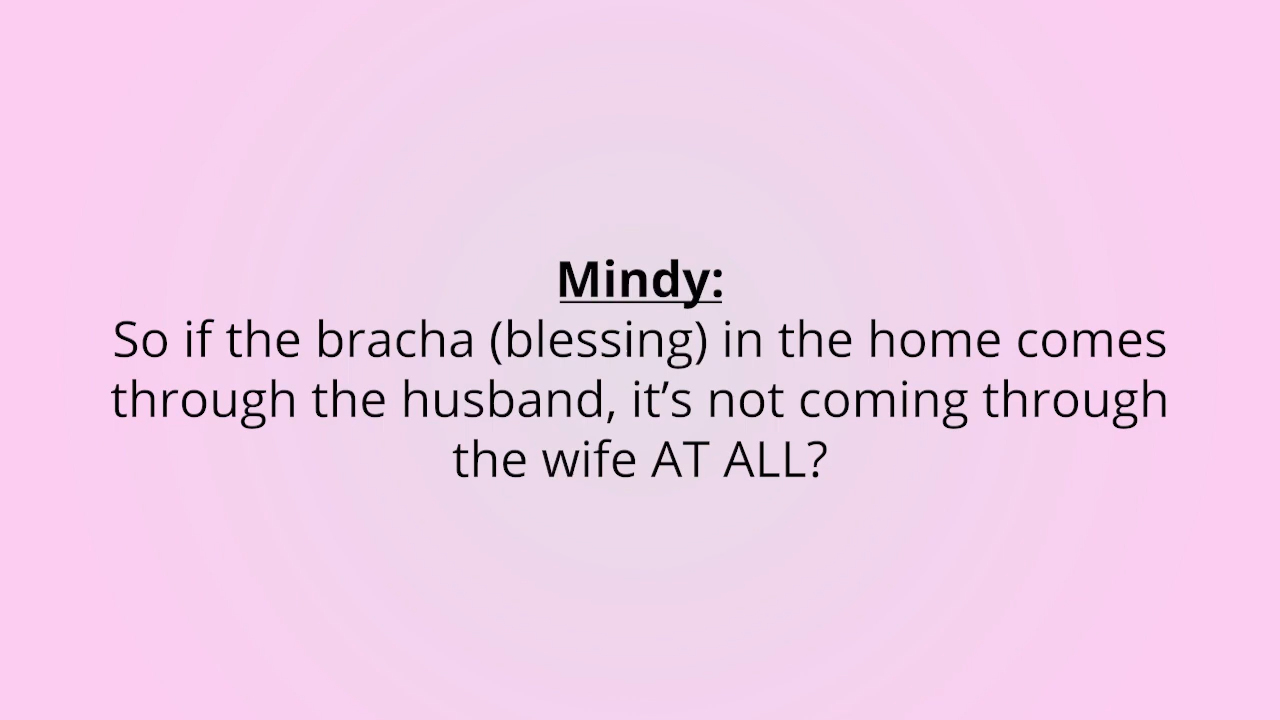 Mindy:
So if the bracha (blessing) in the home comes
through the husband, it’s not coming through
the wife AT ALL?